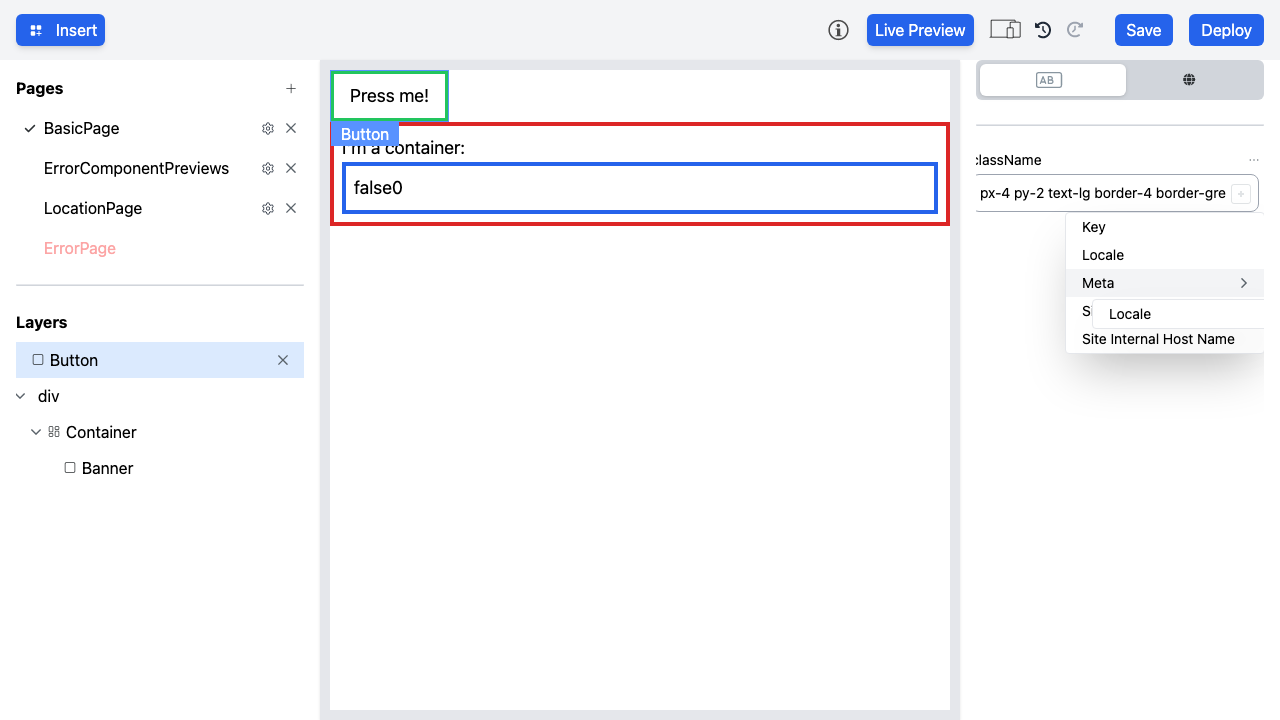 Insert
Live Preview
Save
Deploy
Pages
BasicPage
ErrorComponentPreviews
LocationPage
ErrorPage
Layers
Button
div
Container
Banner
Press me!
Button
I'm a container:
false0
AB
className
px-4 py-2 text-lg border-4 border-gre
Key
Locale
Meta
Locale
Site Internal Host Name